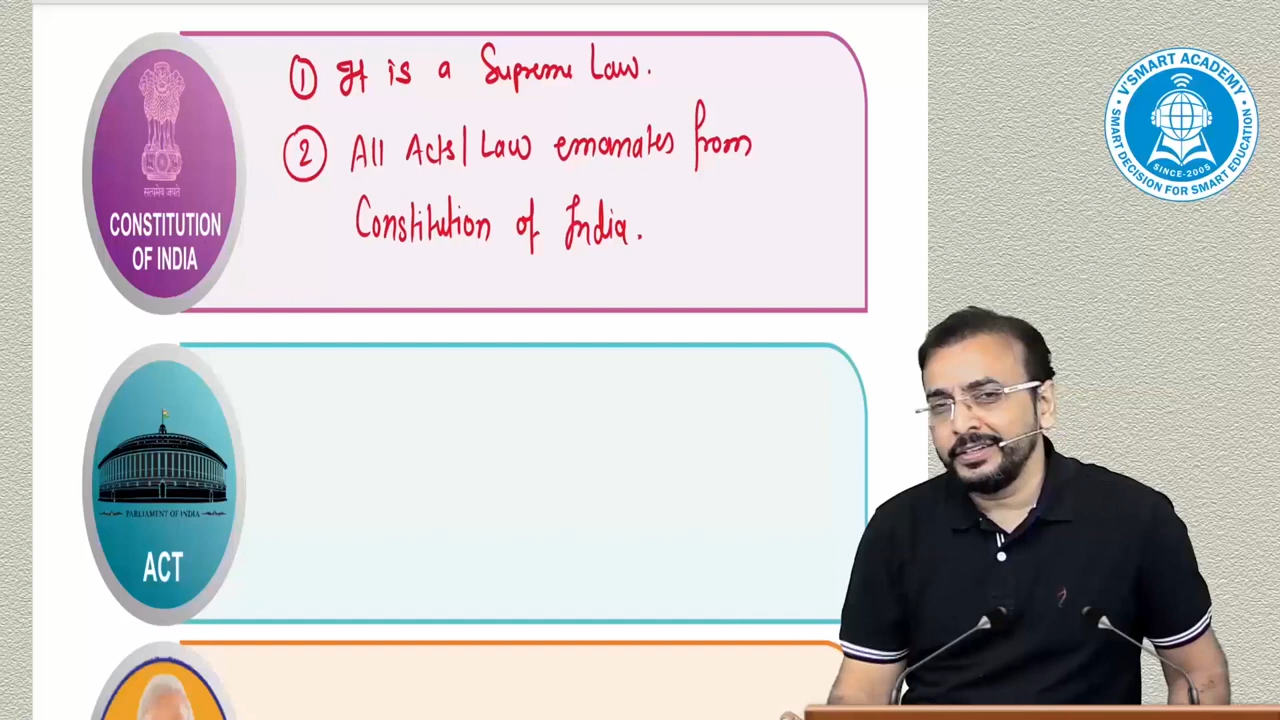 ① It is a Supreme Law.
② All Acts/Law emanates from
Constitution of India.
सत्यमेव जयते
CONSTITUTION
OF INDIA
PARLIAMENT OF INDIA
ACT
V'SMART ACADEMY
SINCE-2005
SMART DECISION FOR SMART EDUCATION